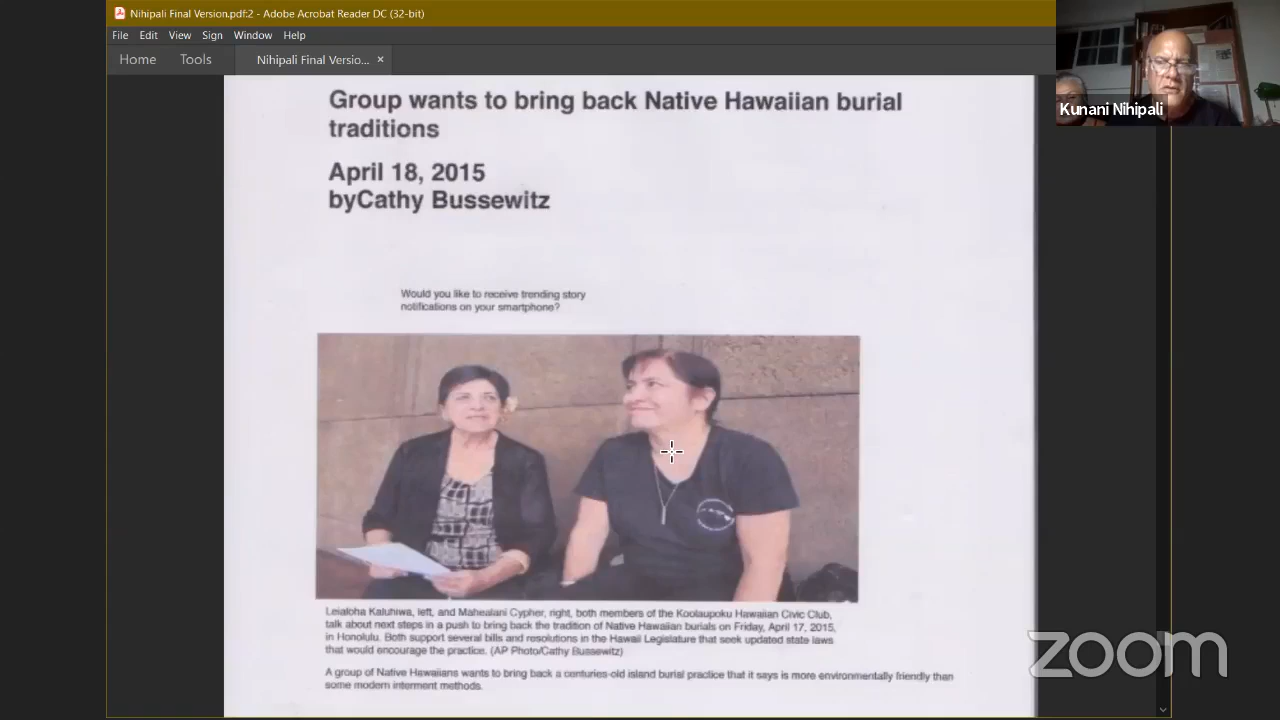 Nihipali Final Version.pdf:2 - Adobe Acrobat Reader DC (32-bit)
File Edit View Sign Window Help
Home Tools Nihipali Final Versio... ×
Kunani Nihipali
Group wants to bring back Native Hawaiian burial
traditions
April 18, 2015
byCathy Bussewitz
Would you like to receive trending story
notifications on your smartphone?
Leialoha Kaluhiwa, left, and Mahealani Cypher, right, both members of the Koolaupoku Hawaiian Civic Club,
talk about next steps in a push to bring back the tradition of Native Hawaiian burials on Friday, April 17, 2015,
in Honolulu. Both support several bills and resolutions in the Hawaii Legislature that seek updated state laws
that would encourage the practice. (AP Photo/Cathy Bussewitz)
A group of Native Hawaiians wants to bring back a centuries-old island burial practice that it says is more environmentally friendly than
some modern interment methods.
zoom